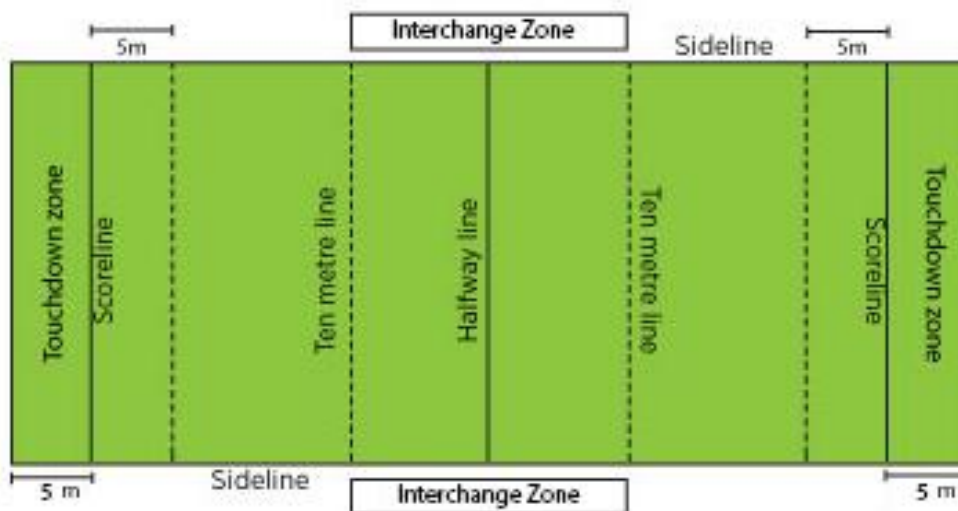 Interchange Zone
5m
Sideline
5m
Touchdown zone
Scoreline
Ten metre line
Halfway line
Ten metre line
Scoreline
Touchdown zone
5 m
Sideline
Interchange Zone
5 m